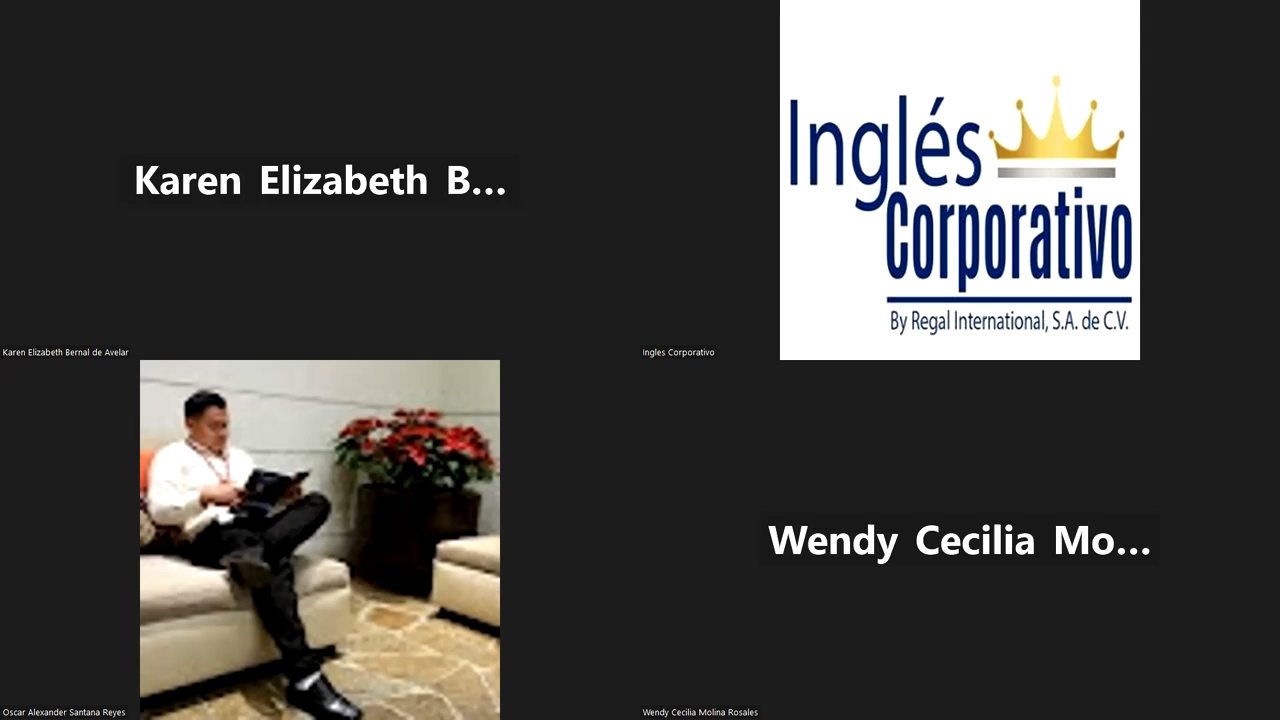 Karen Elizabeth B...
Karen Elizabeth Bernal de Avelar
Inglés
Corporativo
By Regal International, S.A. de C.V.
Ingles Corporativo
Oscar Alexander Santana Reyes
Wendy Cecilia Mo...
Wendy Cecilia Molina Rosales